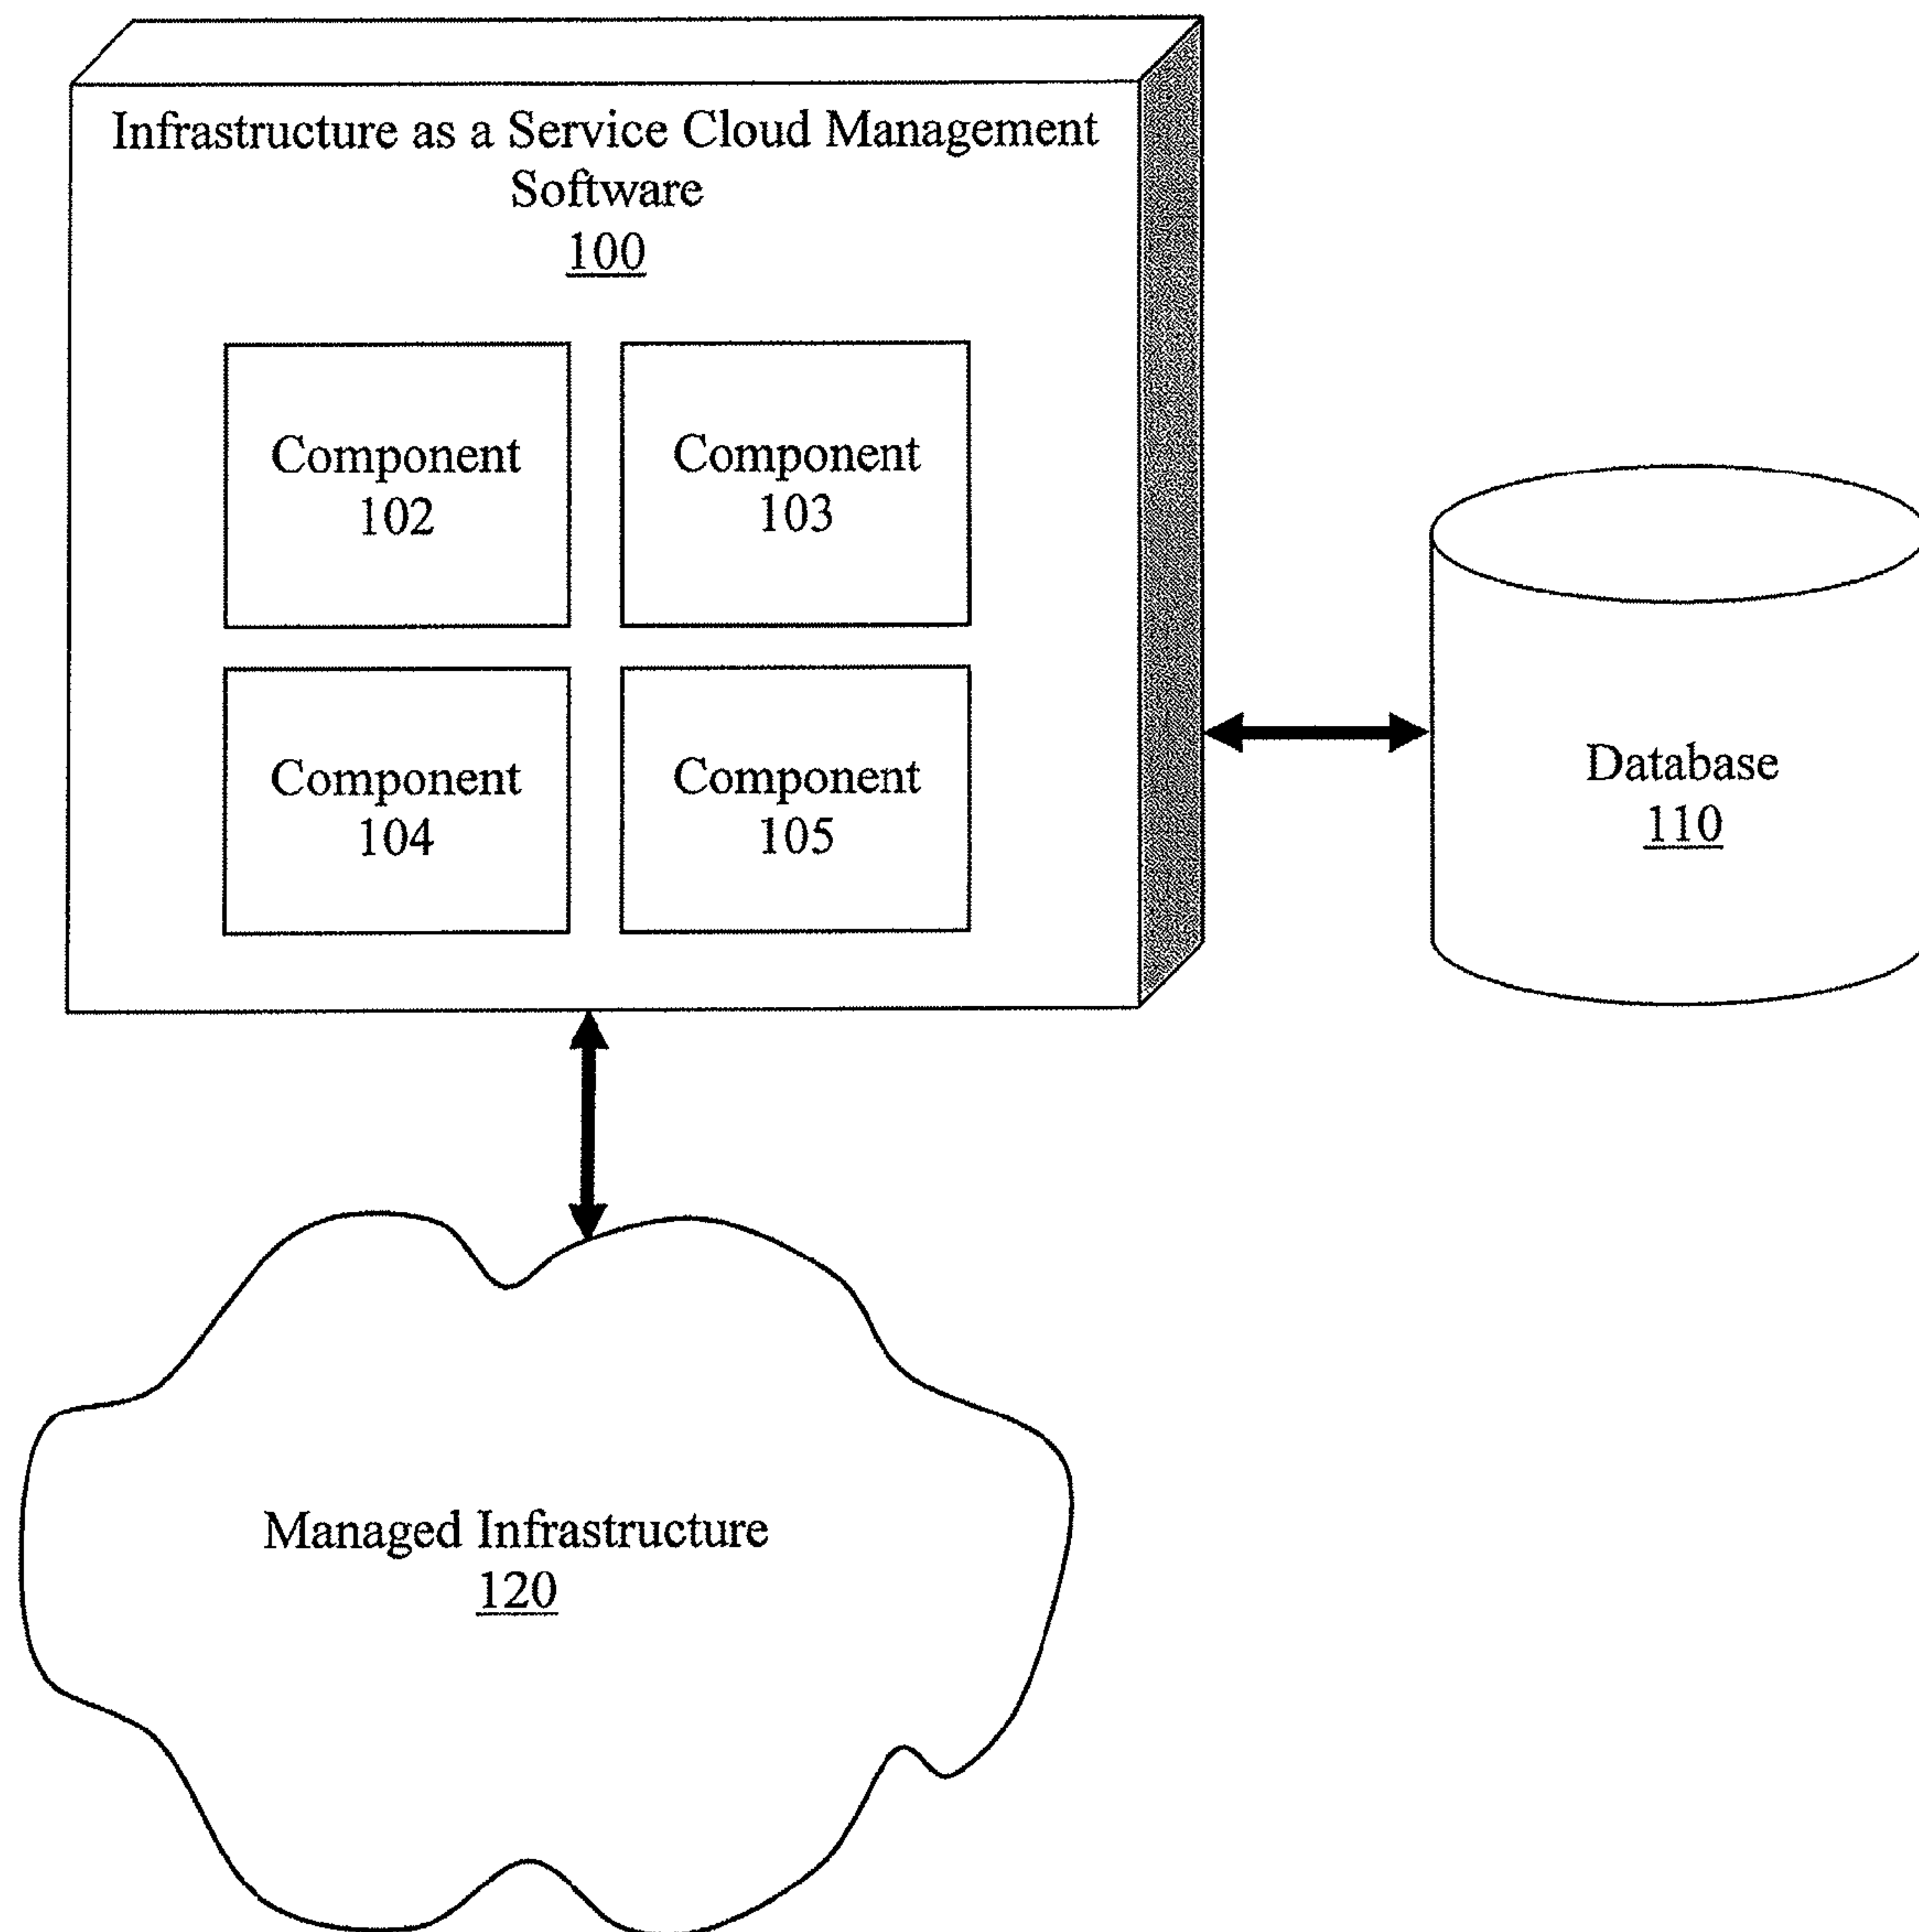 Infrastructure as a Service Cloud Management
Software
100
Component
102
Component
103
Component
104
Component
105
Database
110
Managed Infrastructure
120